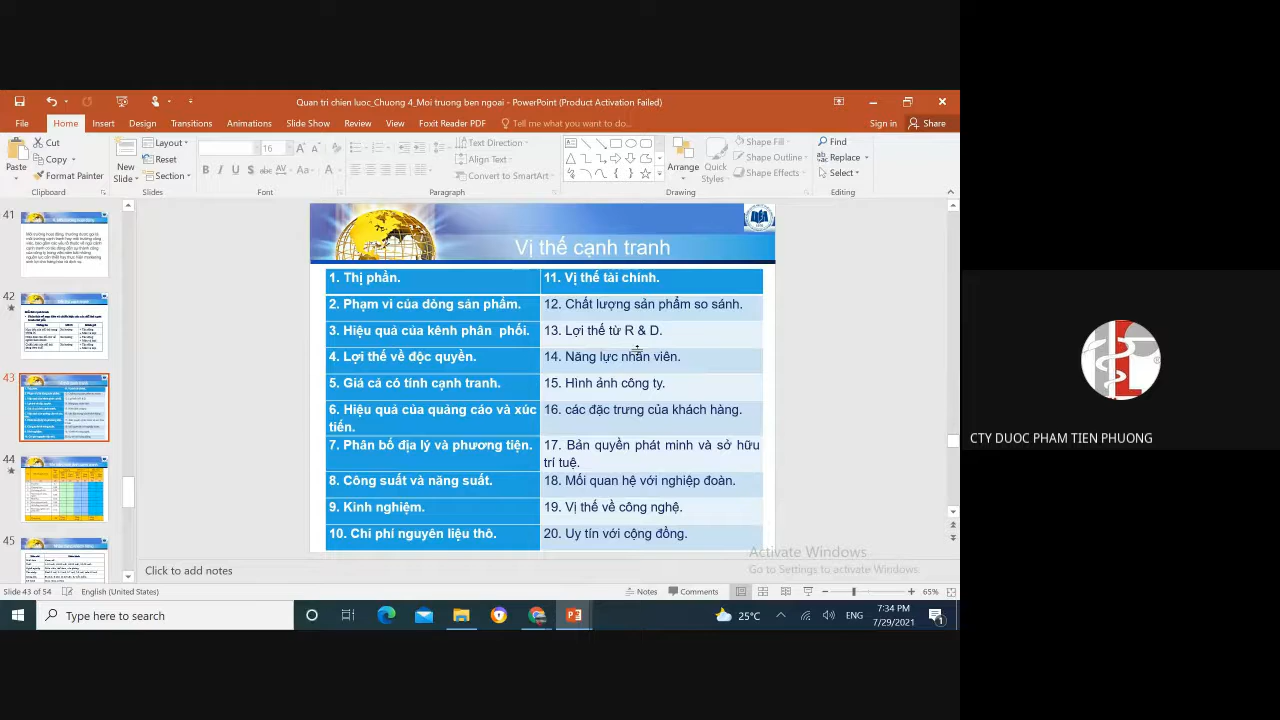 Quan tri chien luoc_Chuong 4_Moi truong ben ngoai - PowerPoint (Product Activation Failed)
File Home Insert Design Transitions Animations Slide Show Review View Foxit Reader PDF Tell me what you want to do... Sign in Share
Paste Cut Copy Format Painter
Clipboard
New Slide Layout Reset Section
Slides
16
B I U S abc AV Aa A
Font
Text Direction Align Text Convert to SmartArt
Paragraph
Arrange Quick Styles Shape Fill Shape Outline Shape Effects
Drawing
Find Replace Select
Editing
41
42
43
44
45
Vị thế cạnh tranh
1. Thị phần.
11. Vị thế tài chính.
2. Phạm vi của dòng sản phẩm.
12. Chất lượng sản phẩm so sánh.
3. Hiệu quả của kênh phân phối.
13. Lợi thế từ R & D.
4. Lợi thế về độc quyền.
14. Năng lực nhân viên.
5. Giá cả có tính cạnh tranh.
15. Hình ảnh công ty.
6. Hiệu quả của quảng cáo và xúc
tiến.
16. các đặc trưng của khách hàng.
7. Phân bố địa lý và phương tiện.
17. Bản quyền phát minh và sở hữu
trí tuệ.
8. Công suất và năng suất.
18. Mối quan hệ với nghiệp đoàn.
9. Kinh nghiệm.
19. Vị thế về công nghệ.
10. Chi phí nguyên liệu thô.
20. Uy tín với cộng đồng.
Activate Windows
Go to Settings to activate Windows.
Click to add notes
Slide 43 of 54 English (United States) Notes Comments 65%
Type here to search
25°C ENG
7:34 PM
7/29/2021
1
CTY DUOC PHAM TIEN PHUONG